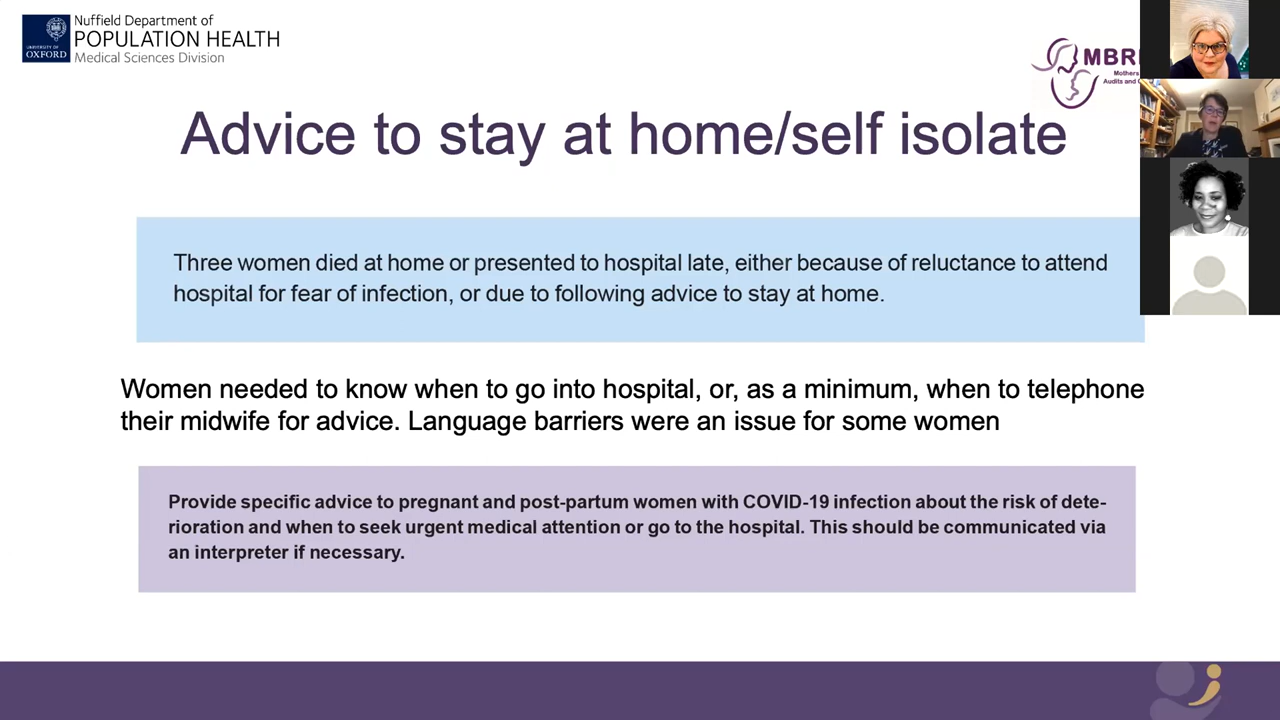 Nuffield Department of
POPULATION HEALTH
Medical Sciences Division
UNIVERSITY OF
OXFORD
Mothers
Audits and
Advice to stay at home/self isolate
Three women died at home or presented to hospital late, either because of reluctance to attend
hospital for fear of infection, or due to following advice to stay at home.
Women needed to know when to go into hospital, or, as a minimum, when to telephone
their midwife for advice. Language barriers were an issue for some women
Provide specific advice to pregnant and post-partum women with COVID-19 infection about the risk of dete-
rioration and when to seek urgent medical attention or go to the hospital. This should be communicated via
an interpreter if necessary.